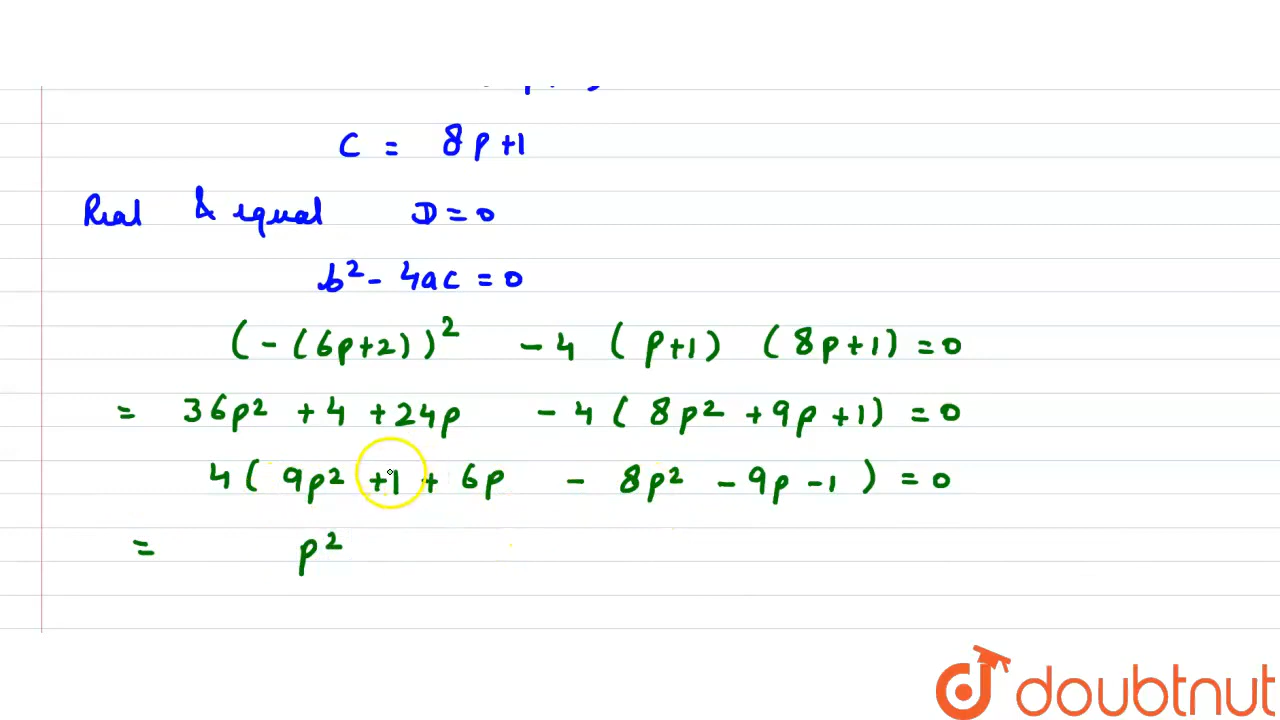 C = 8p+1
Real & equal D=0
b² - 4ac = 0
(-(6p+2))² - 4 (p+1) (8p+1) = 0
= 36p² + 4 + 24p - 4 (8p² + 9p + 1) = 0
4 ( 9p² + 1 + 6p - 8p² - 9p - 1 ) = 0
= p²
doubtnut